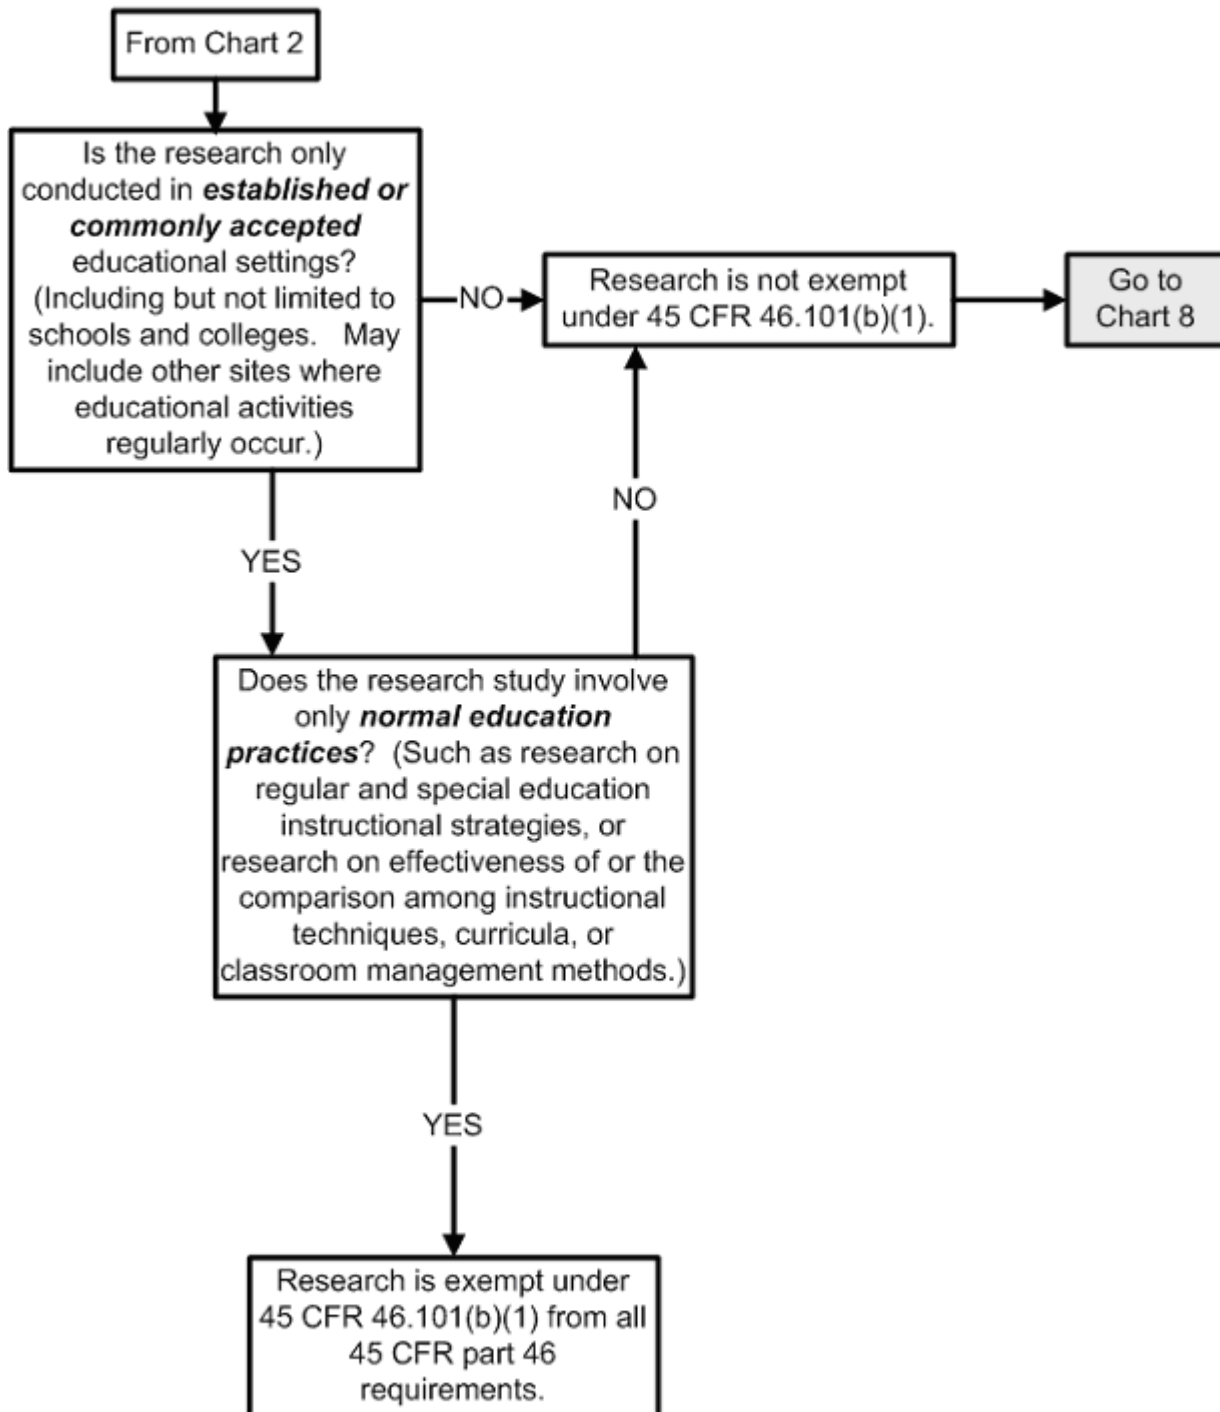 From Chart 2
Is the research only
conducted in established or
commonly accepted
educational settings?
(Including but not limited to
schools and colleges. May
include other sites where
educational activities
regularly occur.)
NO
Research is not exempt
under 45 CFR 46.101(b)(1).
Go to
Chart 8
NO
YES
Does the research study involve
only normal education
practices? (Such as research on
regular and special education
instructional strategies, or
research on effectiveness of or the
comparison among instructional
techniques, curricula, or
classroom management methods.)
YES
Research is exempt under
45 CFR 46.101(b)(1) from all
45 CFR part 46
requirements.